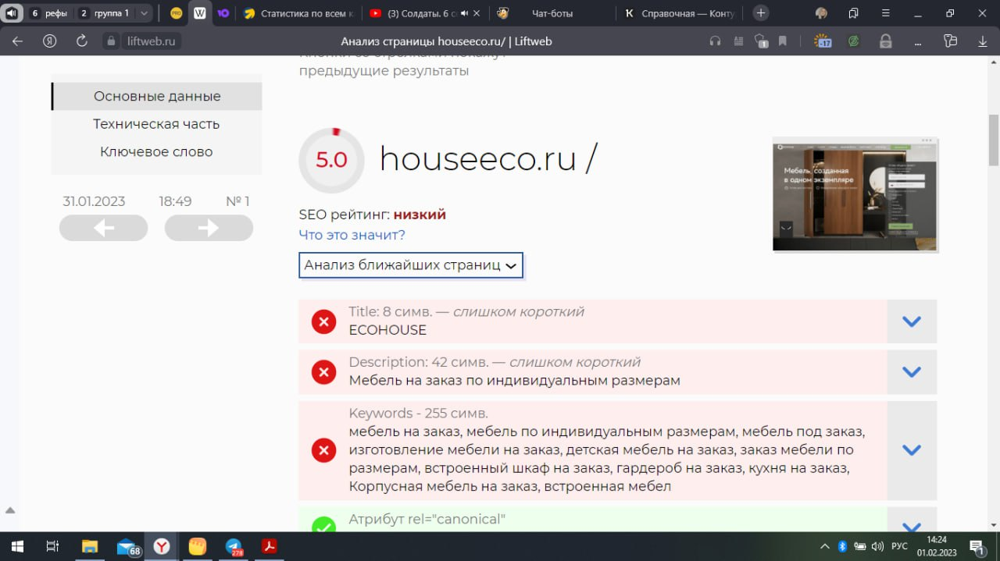 6 рефы 2 группа 1
PRO
W
Статистика по всем к
(3) Солдаты. 6 с
Чат-боты
K Справочная — Конту
liftweb.ru
Анализ страницы houseeco.ru/ | Liftweb
1
-17
предыдущие результаты
Основные данные
Техническая часть
Ключевое слово
31.01.2023 18:49 № 1
5.0
houseeco.ru /
SEO рейтинг: низкий
Что это значит?
Анализ ближайших страниц
Мебель, созданная
в одном экземпляре
Title: 8 симв. — слишком короткий
ECOHOUSE
Description: 42 симв. — слишком короткий
Мебель на заказ по индивидуальным размерам
Keywords - 255 симв.
мебель на заказ, мебель по индивидуальным размерам, мебель под заказ,
изготовление мебели на заказ, детская мебель на заказ, заказ мебели по
размерам, встроенный шкаф на заказ, гардероб на заказ, кухня на заказ,
Корпусная мебель на заказ, встроенная мебел
Атрибут rel="canonical"
68
278
РУС
14:24
01.02.2023
1